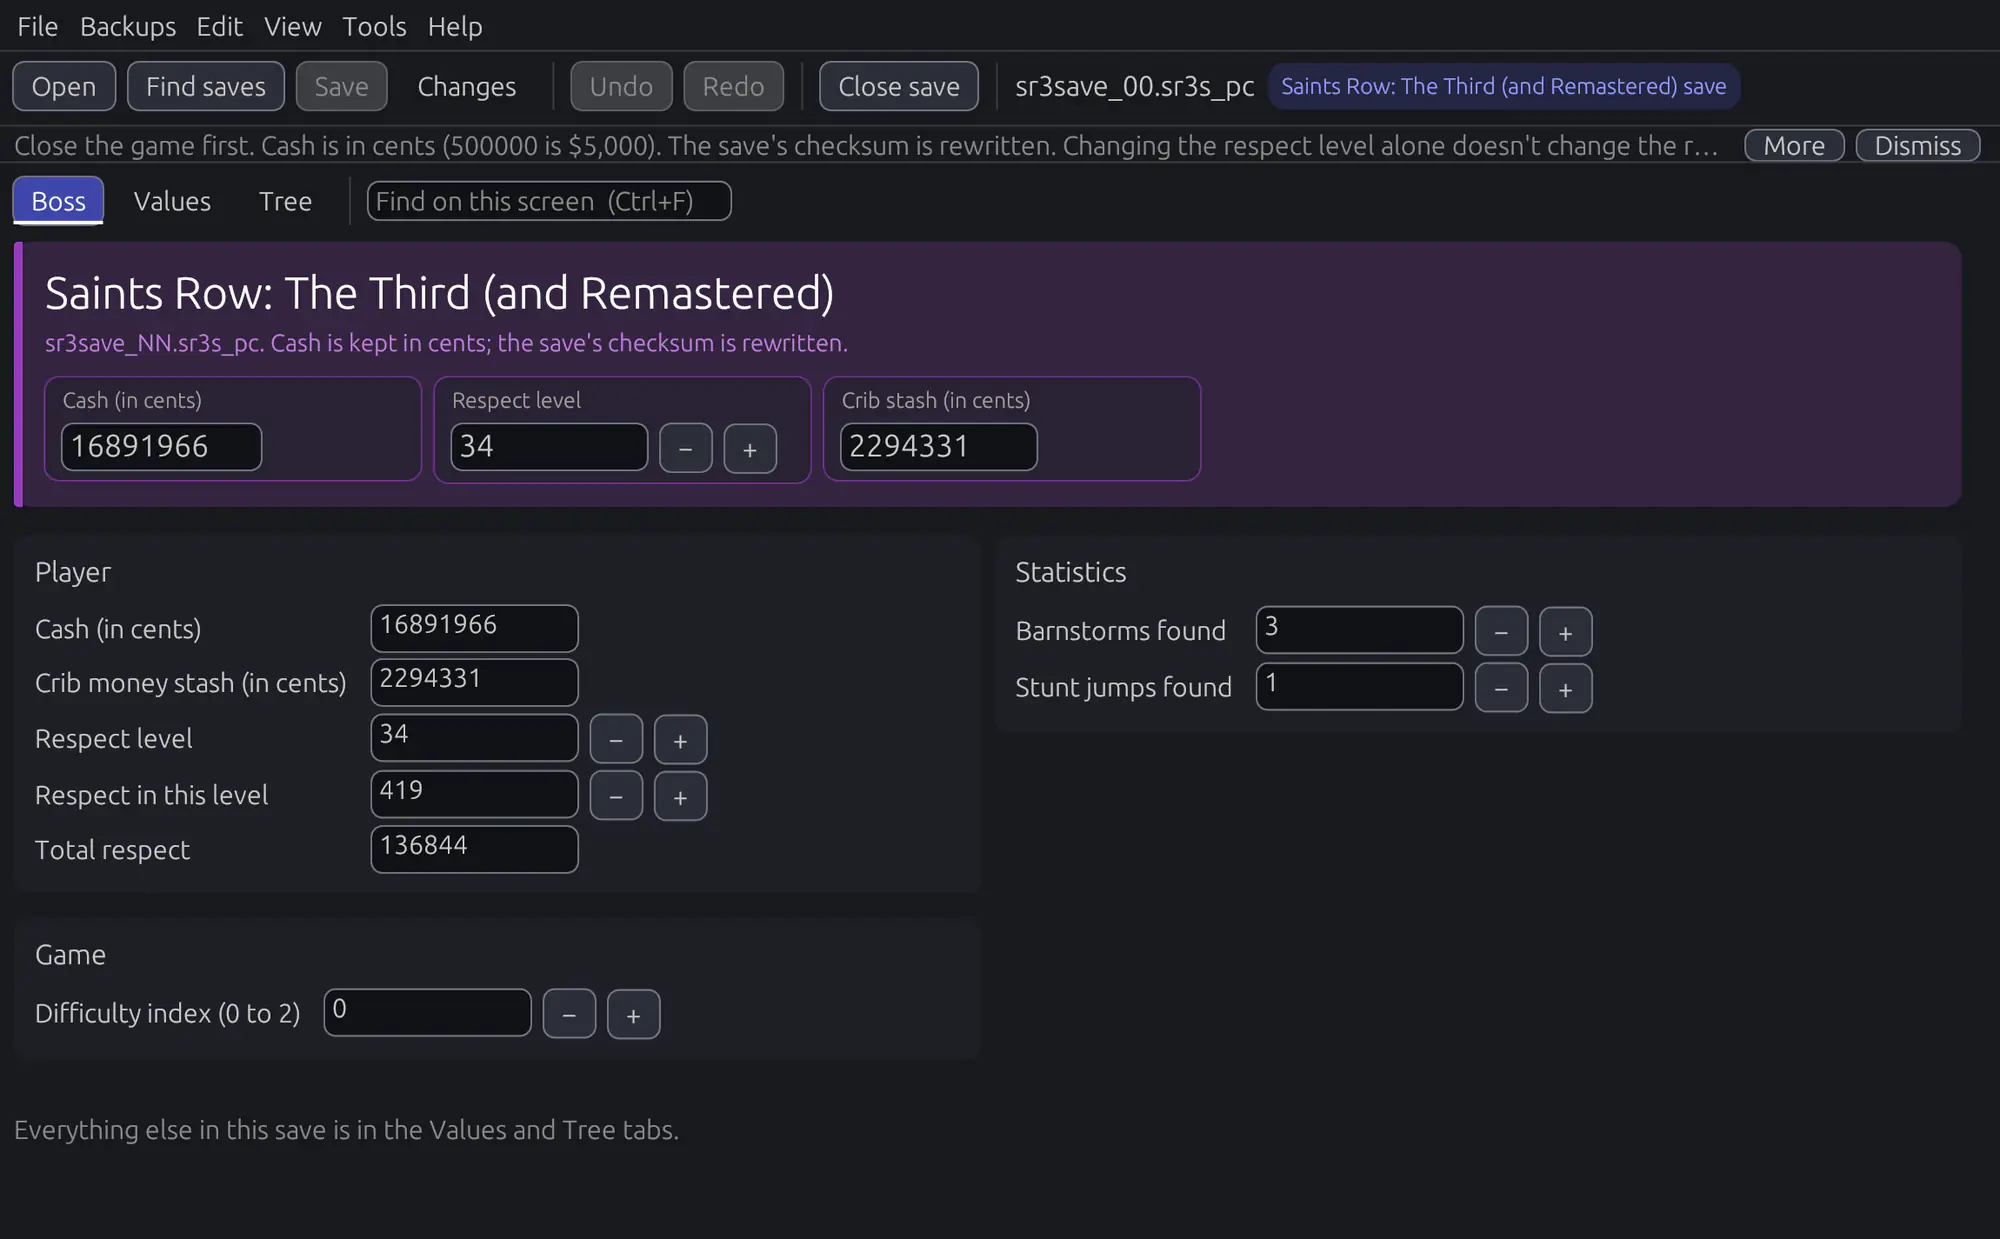 File Backups Edit View Tools Help
Open Find saves Save Changes Undo Redo Close save sr3save_00.sr3s_pc Saints Row: The Third (and Remastered) save
Close the game first. Cash is in cents (500000 is $5,000). The save's checksum is rewritten. Changing the respect level alone doesn't change the r... More Dismiss
Boss Values Tree Find on this screen (Ctrl+F)
Saints Row: The Third (and Remastered)
sr3save_NN.sr3s_pc. Cash is kept in cents; the save's checksum is rewritten.
Cash (in cents) Respect level Crib stash (in cents)
16891966 34 − + 2294331
Player
Cash (in cents) 16891966
Crib money stash (in cents) 2294331
Respect level 34 − +
Respect in this level 419 − +
Total respect 136844
Statistics
Barnstorms found 3 − +
Stunt jumps found 1 − +
Game
Difficulty index (0 to 2) 0 − +
Everything else in this save is in the Values and Tree tabs.